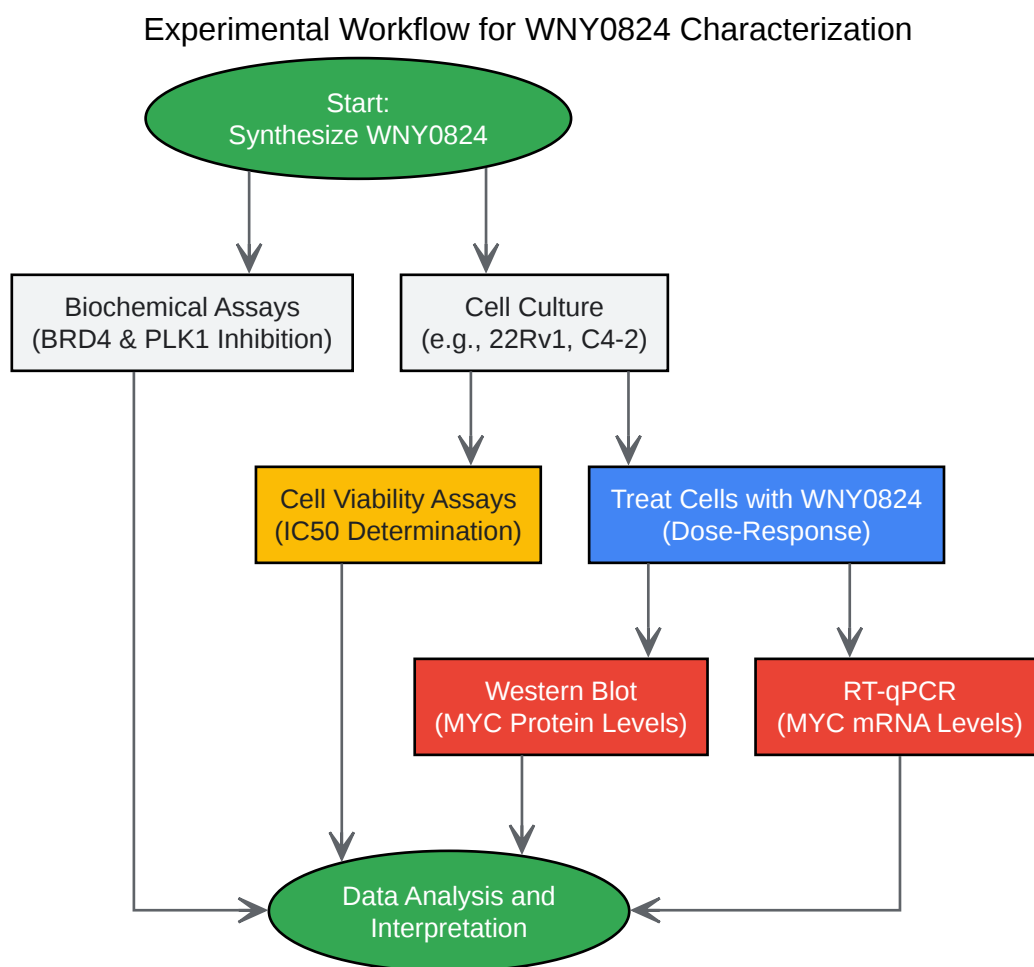 Experimental Workflow for WNY0824 Characterization
Start:
Synthesize WNY0824
Biochemical Assays
(BRD4 & PLK1 Inhibition)
Cell Culture
(e.g., 22Rv1, C4-2)
Cell Viability Assays
(IC50 Determination)
Treat Cells with WNY0824
(Dose-Response)
Western Blot
(MYC Protein Levels)
RT-qPCR
(MYC mRNA Levels)
Data Analysis and
Interpretation